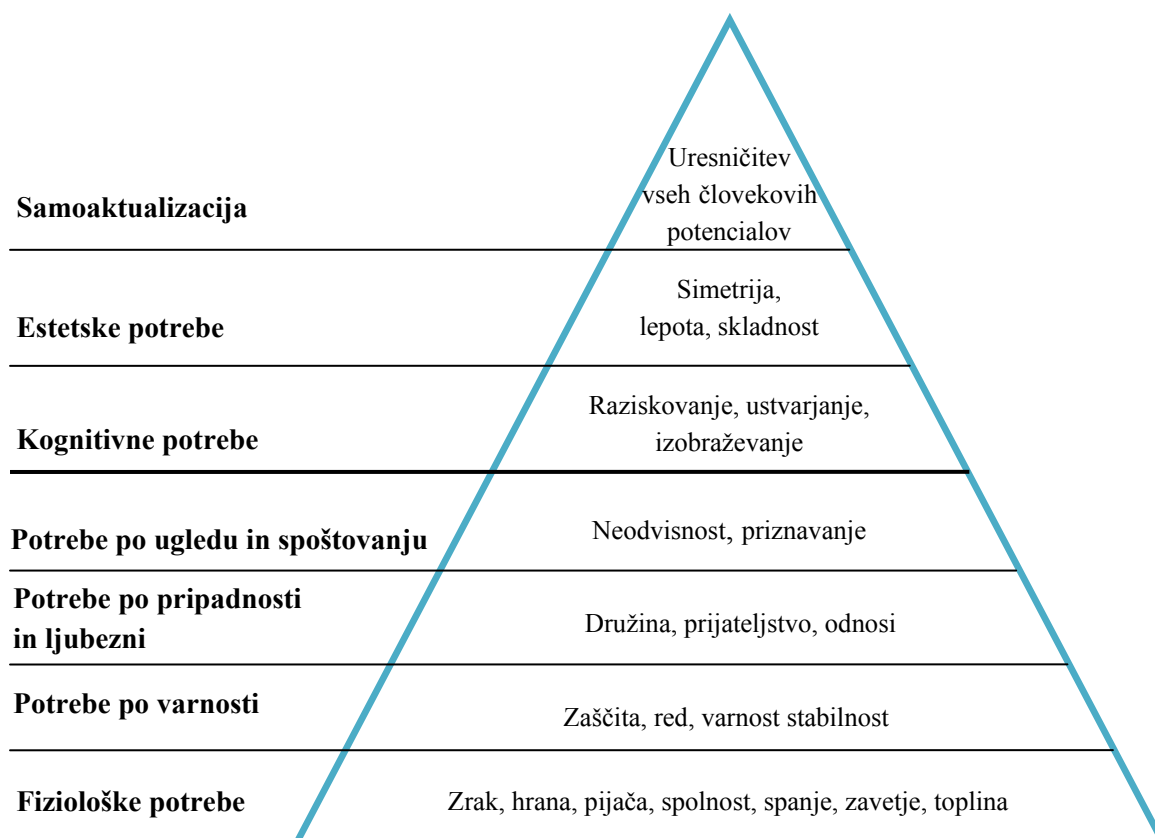 Uresničitev
vseh človekovih
potencialov
Samoaktualizacija
Simetrija,
lepota, skladnost
Estetske potrebe
Raziskovanje, ustvarjanje,
izobraževanje
Kognitivne potrebe
Neodvisnost, priznavanje
Potrebe po ugledu in spoštovanju
Potrebe po pripadnosti
in ljubezni
Družina, prijateljstvo, odnosi
Potrebe po varnosti
Zaščita, red, varnost stabilnost
Fiziološke potrebe
Zrak, hrana, pijača, spolnost, spanje, zavetje, toplina